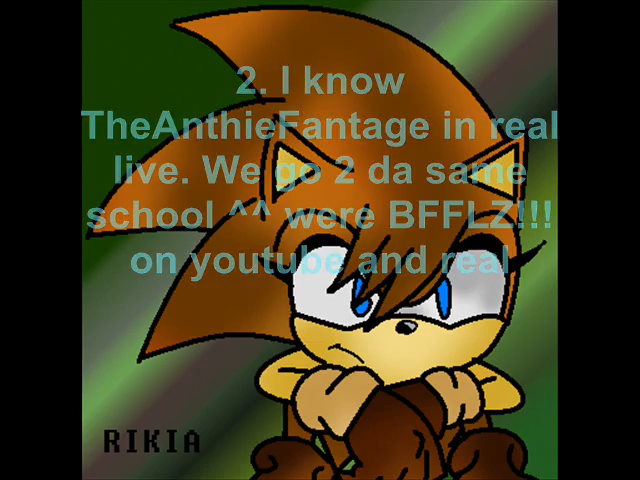 2. I know
TheAnthieFantage in real
live. We go 2 da same
school ^^ were BFFLZ!!!
on youtube and real
RIKIA